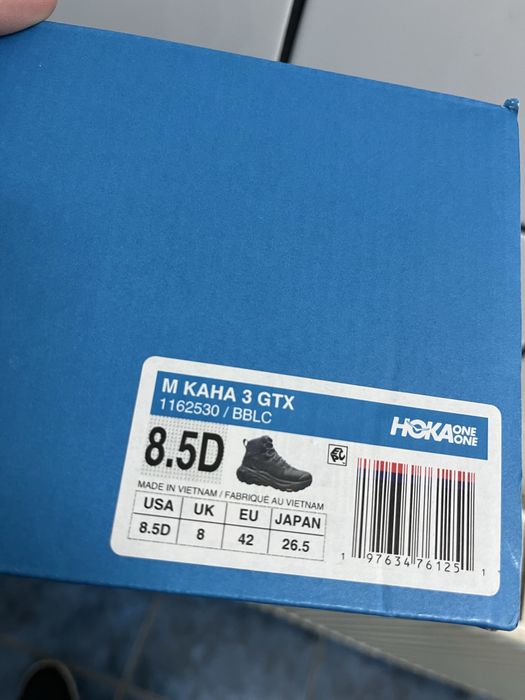 M KAHA 3 GTX
1162530 / BBLC
HOKA ONE ONE
8.5D
MADE IN VIETNAM / FABRIQUÉ AU VIETNAM
USA UK EU JAPAN
8.5D 8 42 26.5
1 97634 76125 1